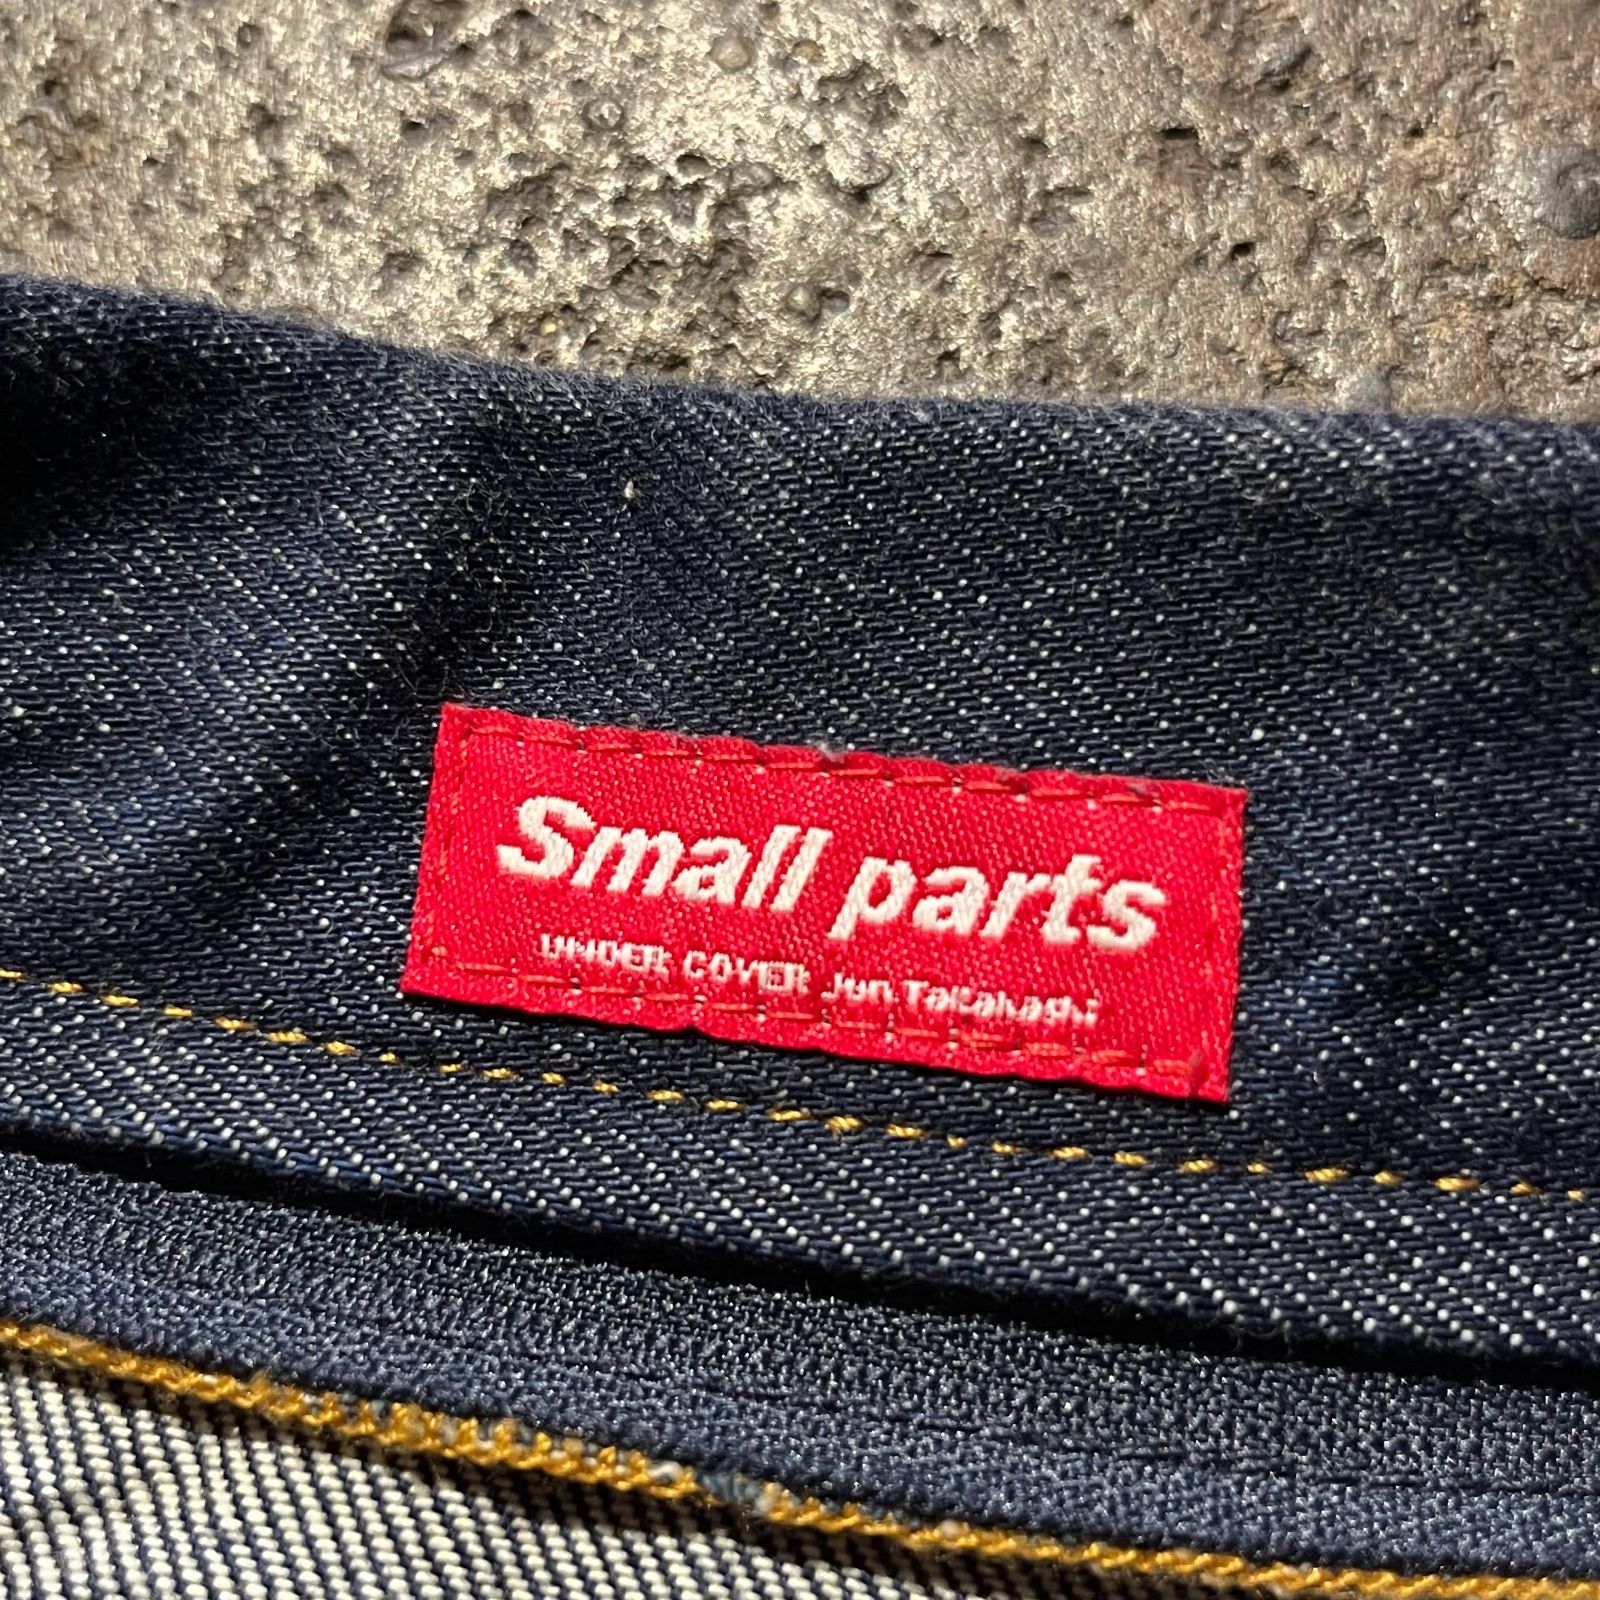 Small parts
UNDER COVER Jun Takahashi